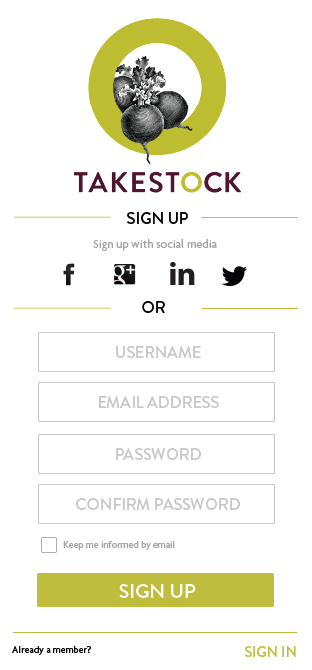 TAKESTOCK
SIGN UP
Sign up with social media
f g+ in
OR
USERNAME
EMAIL ADDRESS
PASSWORD
CONFIRM PASSWORD
Keep me informed by email
SIGN UP
Already a member? SIGN IN